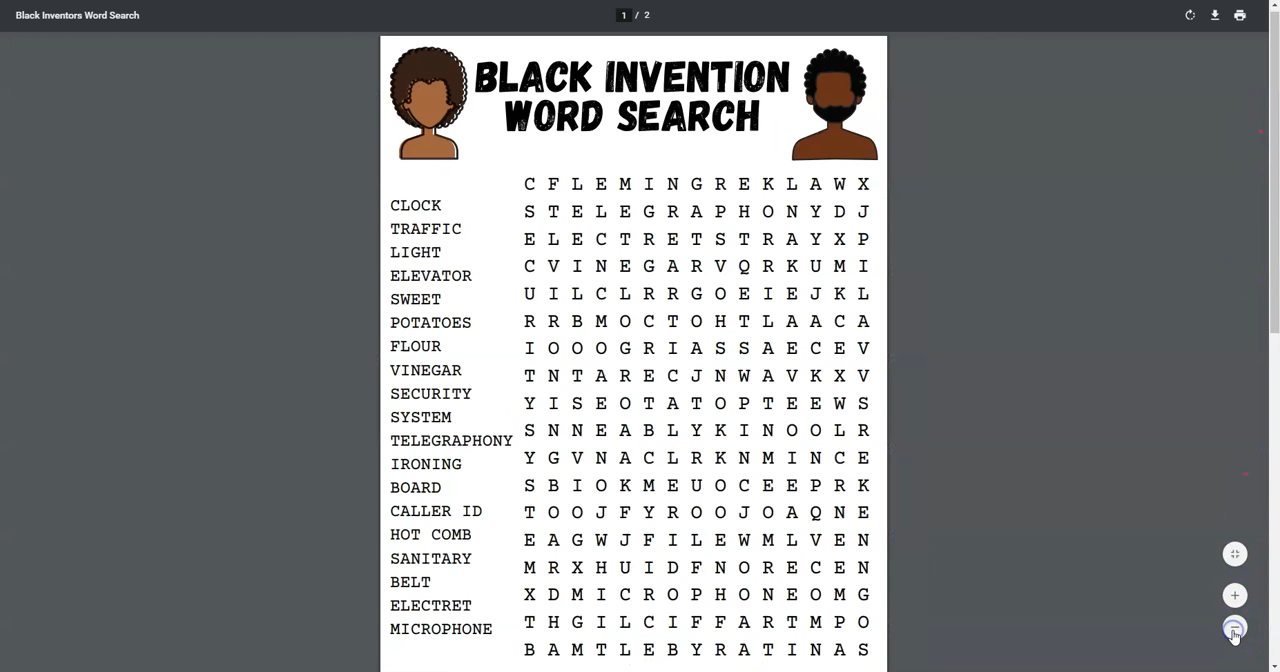 Black Inventors Word Search
1 / 2
BLACK INVENTION
WORD SEARCH
CLOCK
TRAFFIC
LIGHT
ELEVATOR
SWEET
POTATOES
FLOUR
VINEGAR
SECURITY
SYSTEM
TELEGRAPHONY
IRONING
BOARD
CALLER ID
HOT COMB
SANITARY
BELT
ELECTRET
MICROPHONE
C F L E M I N G R E K L A W X
S T E L E G R A P H O N Y D J
E L E C T R E T S T R A Y X P
C V I N E G A R V Q R K U M I
U I L C L R R G O E I E J K L
R R B M O C T O H T L A A C A
I O O O G R I A S S A E C E V
T N T A R E C J N W A V K X V
Y I S E O T A T O P T E E W S
S N N E A B L Y K I N O O L R
Y G V N A C L R K N M I N C E
S B I O K M E U O C E E P R K
T O O J F Y R O O J O A Q N E
E A G W J F I L E W M L V E N
M R X H U I D F N O R E C E N
X D M I C R O P H O N E O M G
T H G I L C I F F A R T M P O
B A M T L E B Y R A T I N A S